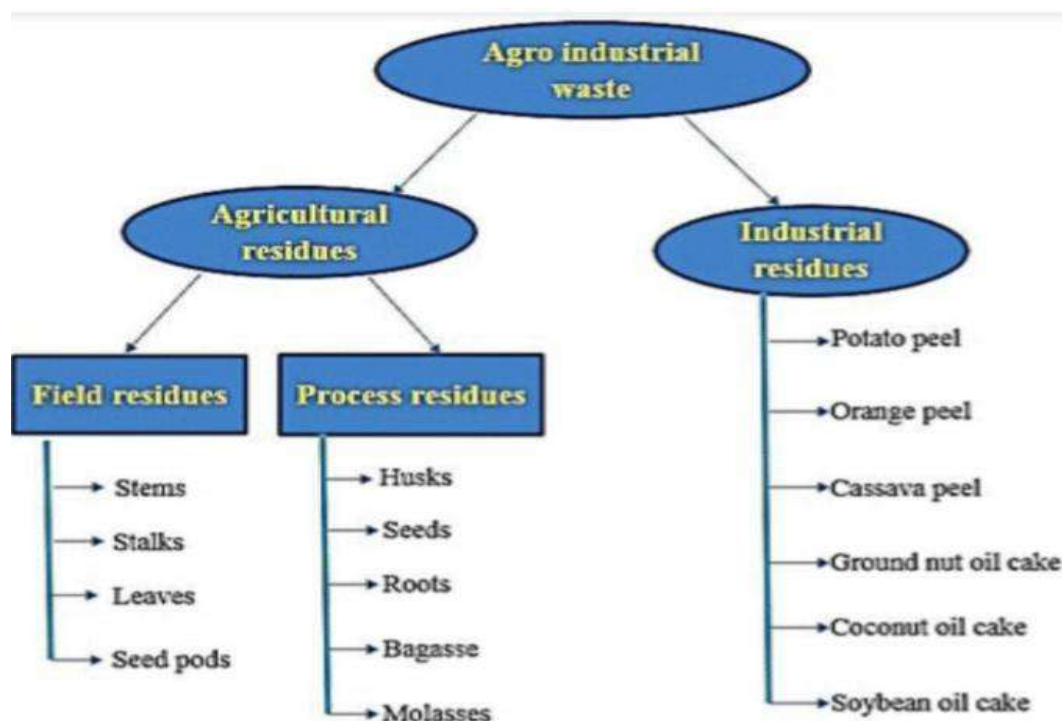 Agro industrial
waste
Agricultural
residues
Industrial
residues
Field residues
Process residues
Stems
Stalks
Leaves
Seed pods
Husks
Seeds
Roots
Bagasse
Molasses
Potato peel
Orange peel
Cassava peel
Ground nut oil cake
Coconut oil cake
Soybean oil cake